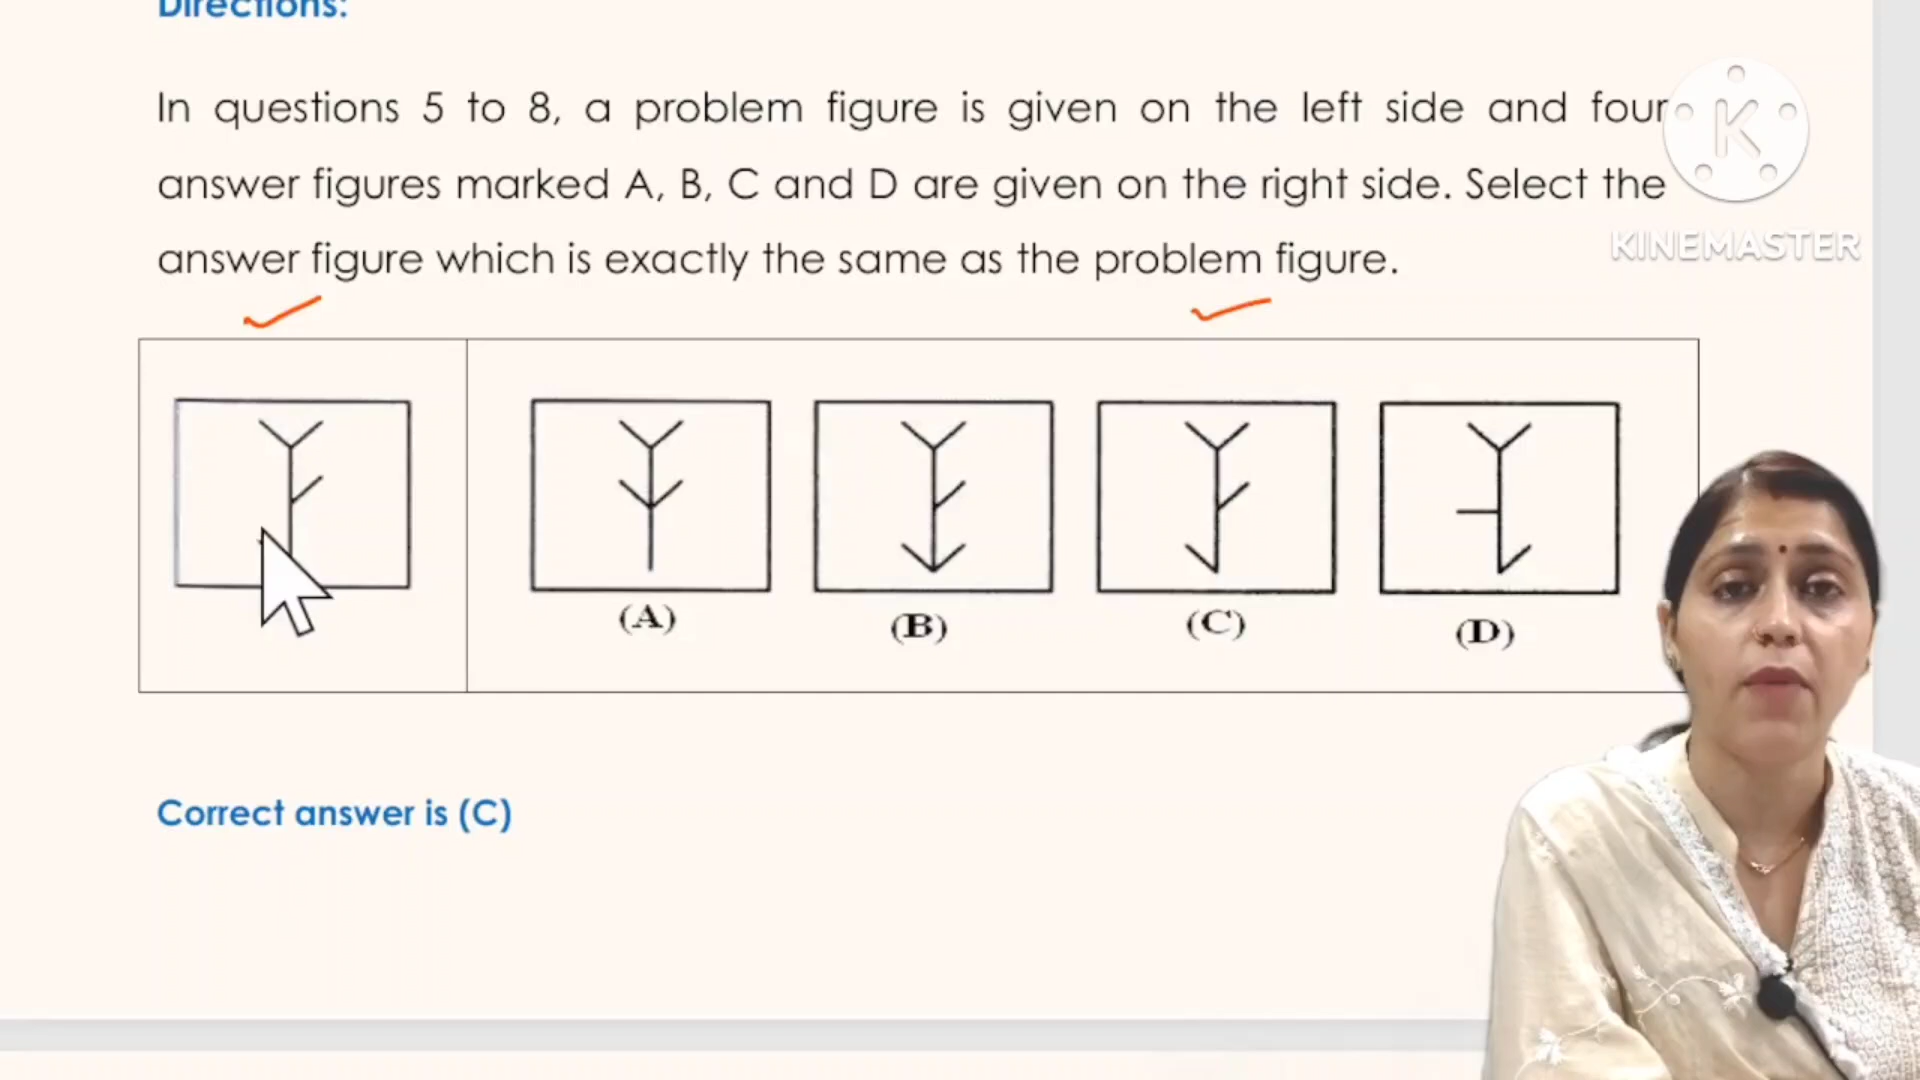 Directions:
In questions 5 to 8, a problem figure is given on the left side and four
answer figures marked A, B, C and D are given on the right side. Select the
answer figure which is exactly the same as the problem figure.
K
KINEMASTER
(A) (B) (C) (D)
Correct answer is (C)